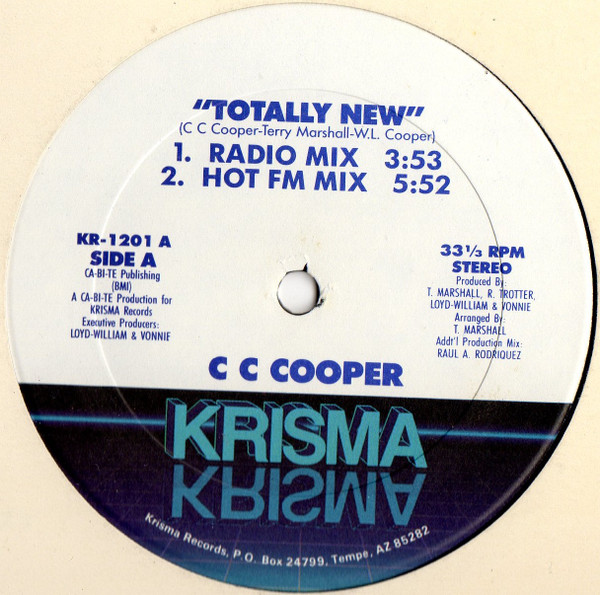 "TOTALLY NEW"
(C C Cooper-Terry Marshall-W.L. Cooper)
1. RADIO MIX 3:53
2. HOT FM MIX 5:52
KR-1201 A
SIDE A
CA-BI-TE Publishing
(BMI)
A CA-BI-TE Production for
KRISMA Records
Executive Producers:
LOYD-WILLIAM & VONNIE
33⅓ RPM
STEREO
Produced By:
T. MARSHALL, R. TROTTER,
LOYD-WILLIAM & VONNIE
Arranged By:
T. MARSHALL
Addt'l Production Mix:
RAUL A. RODRIQUEZ
C C COOPER
KRISMA
KRISMA
Krisma Records, P.O. Box 24799, Tempe, AZ 85282